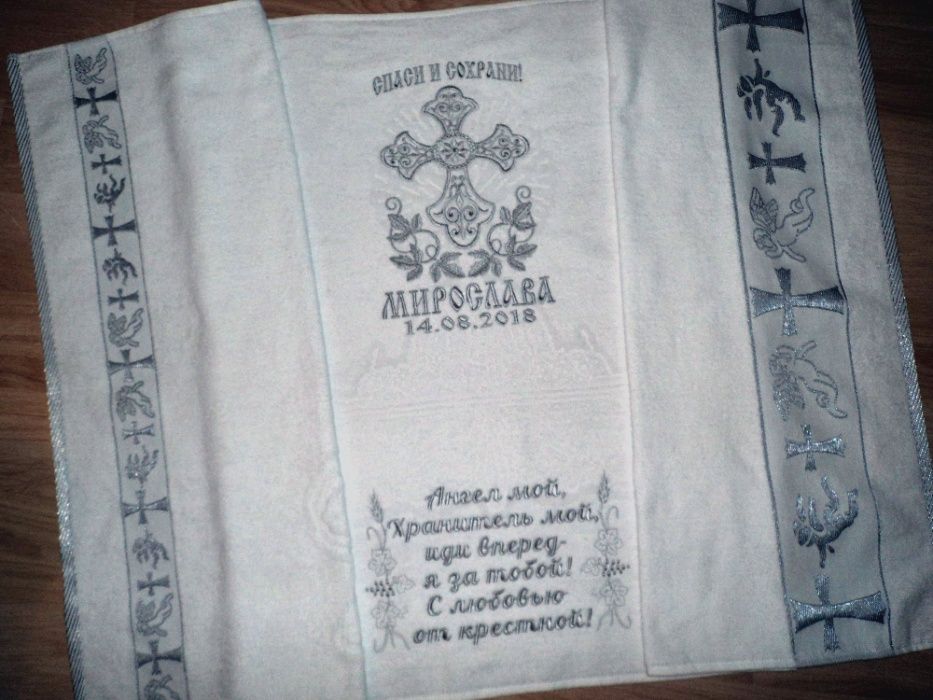 СПАСИ И СОХРАНИ!
МИРОСЛАВА
14.08.2018
Ангел мой,
Хранитель мой,
иди вперед-
я за тобой!
С любовью
от крестной!